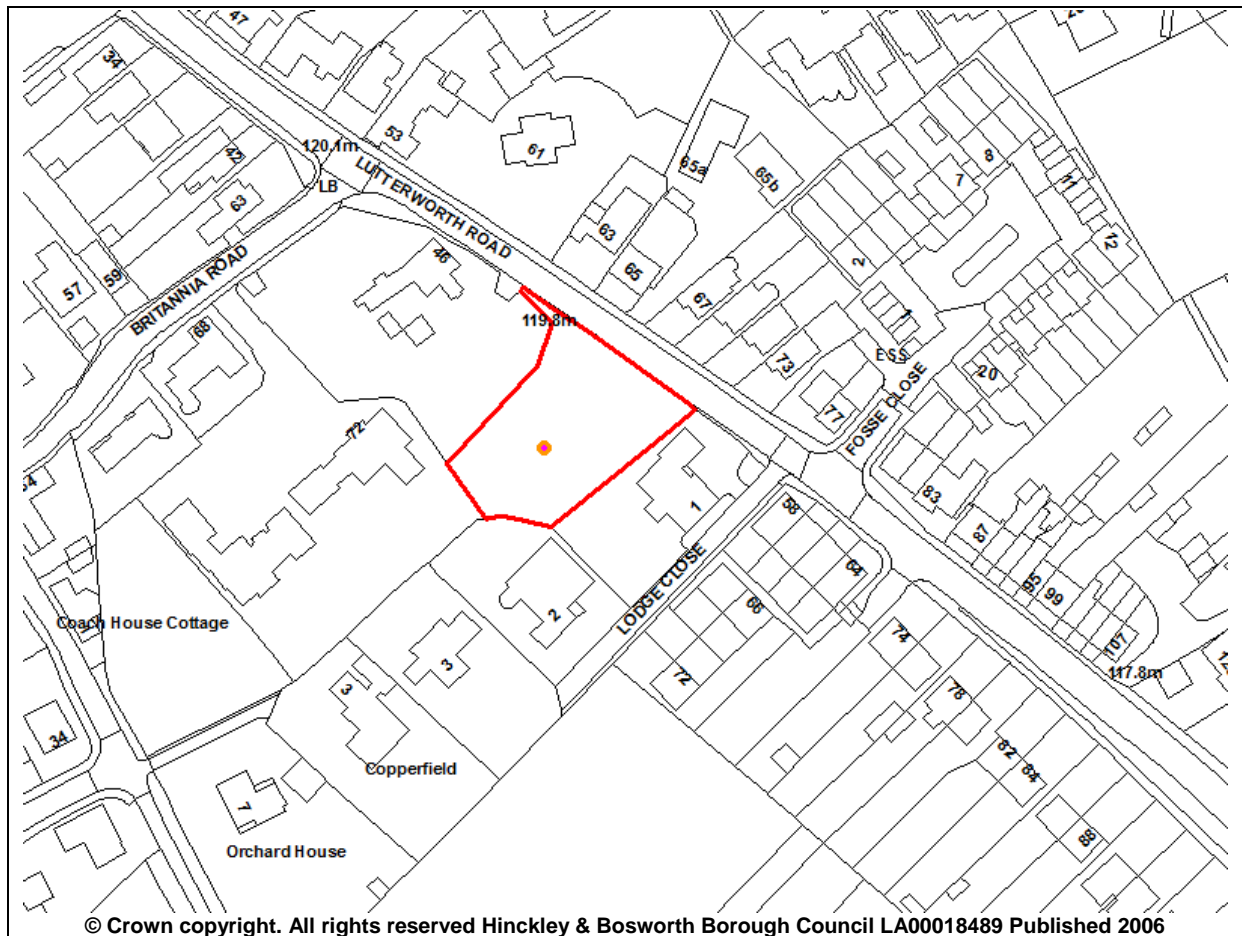 47
34
53
120.1m
61
42
LB
LUTTERWORTH ROAD
65a
65b
8
7
11
12
63
63
65
46
2
57
59
BRITANNIA ROAD
68
67
1
119.8m
73
E S S
20
77
FOSSE CLOSE
72
83
1
58
87
64
95
99
LODGE CLOSE
66
107
117.8m
Coach House Cottage
2
74
3
72
78
3
34
82
84
Copperfield
7
88
Orchard House
© Crown copyright. All rights reserved Hinckley & Bosworth Borough Council LA00018489 Published 2006